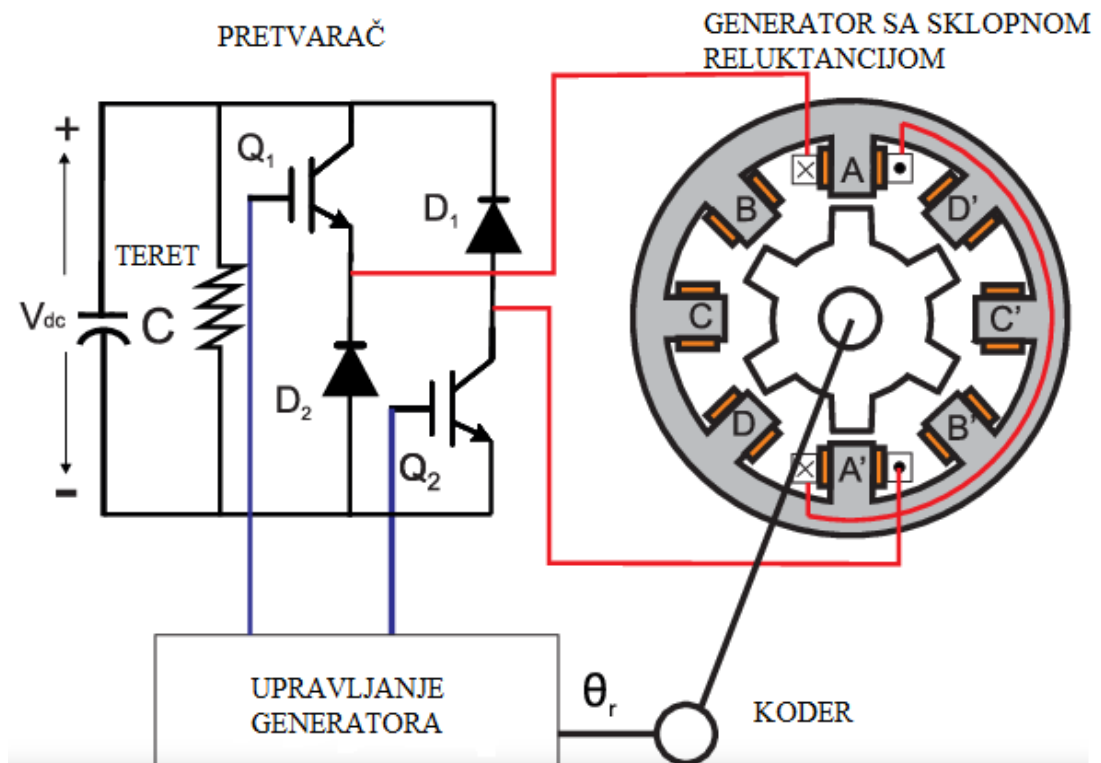 PRETVARAČ
GENERATOR SA SKLOPNOM
RELUKTANCIJOM
+
Q1
D1
TERET
Vdc
C
D2
Q2
-
A
B
D'
C
C'
D
B'
A'
UPRAVLJANJE
GENERATORA
θr
KODER